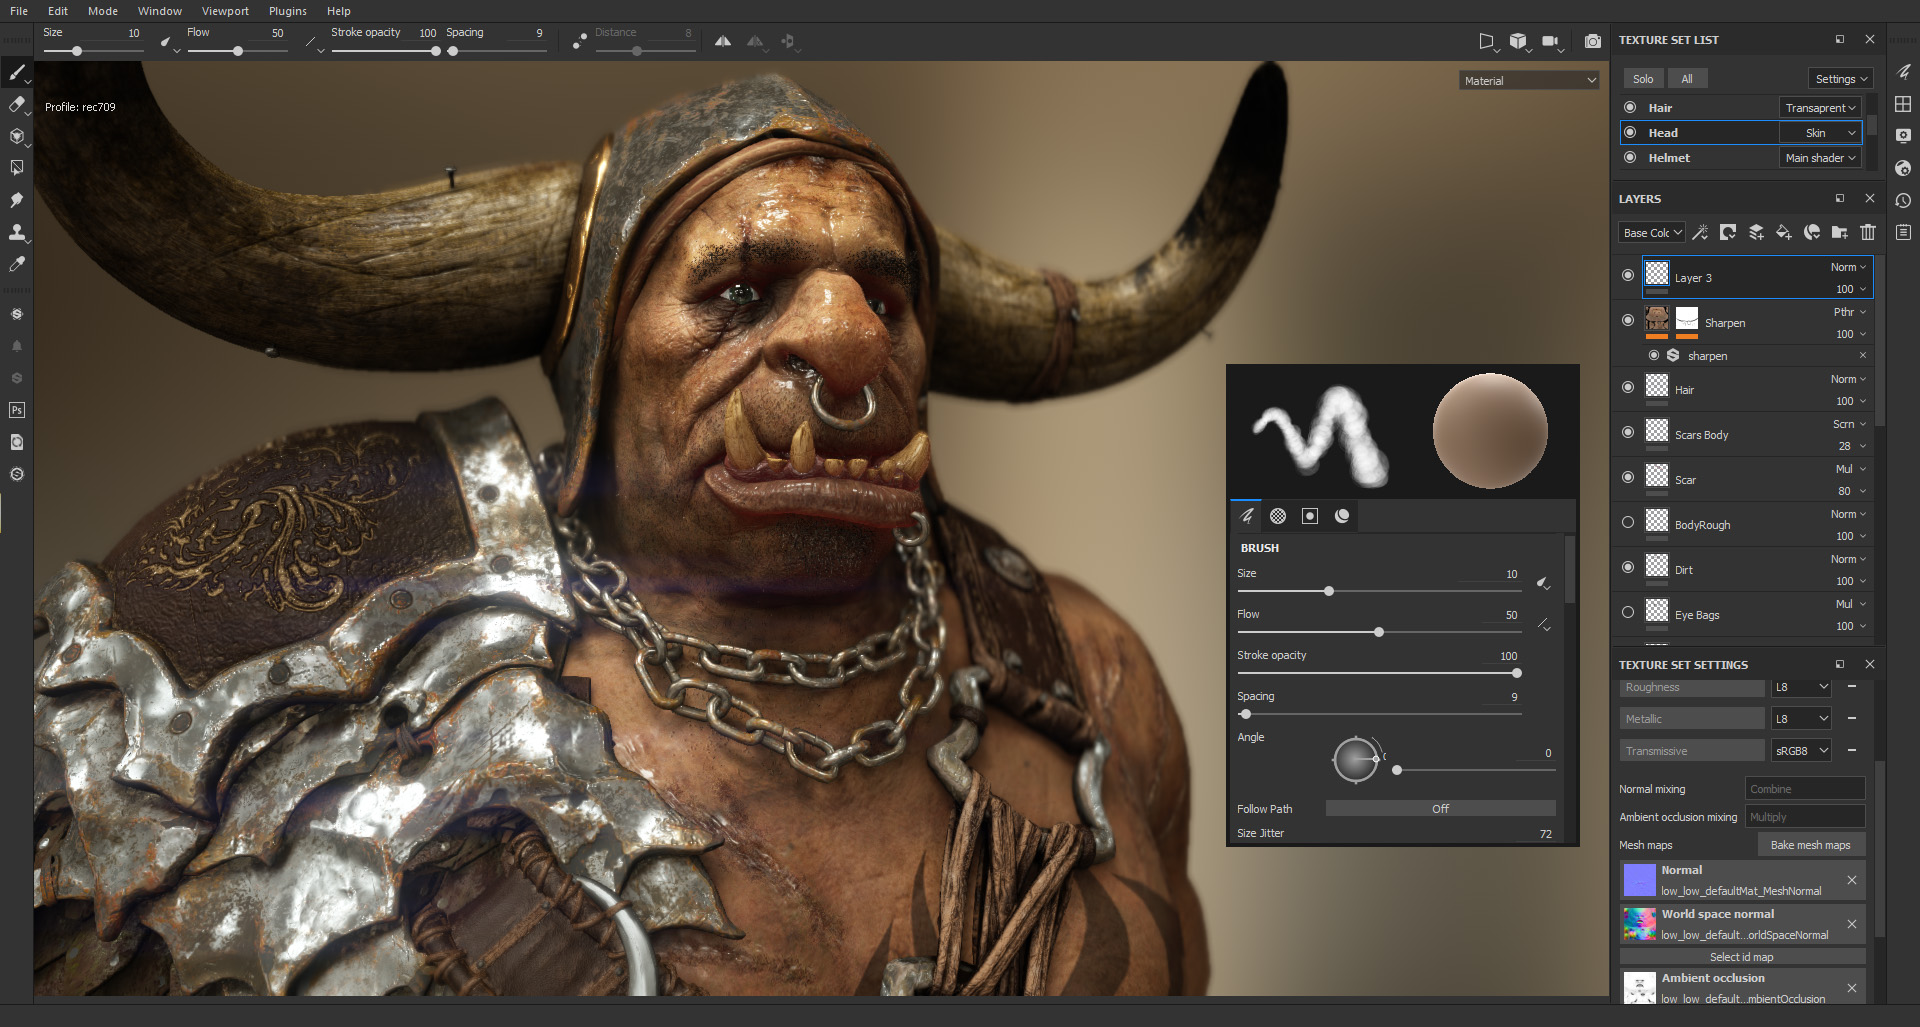 File Edit Mode Window Viewport Plugins Help
Size 10 Flow 50 Stroke opacity 100 Spacing 9 Distance 8
Profile: rec709
Material
Ps
BRUSH
Size 10
Flow 50
Stroke opacity 100
Spacing 9
Angle
0
Follow Path Off
Size Jitter 72
TEXTURE SET LIST
Solo All Settings
Hair Transaprent
Head Skin
Helmet Main shader
LAYERS
Base Colc
Layer 3 Norm 100
Sharpen Pthr 100
sharpen
Hair Norm 100
Scars Body Scrn 28
Scar Mul 80
BodyRough Norm 100
Dirt Norm 100
Eye Bags Mul 100
TEXTURE SET SETTINGS
Roughness L8
Metallic L8
Transmissive sRGB8
Normal mixing Combine
Ambient occlusion mixing Multiply
Mesh maps Bake mesh maps
Normal
low_low_defaultMat_MeshNormal
World space normal
low_low_default...orldSpaceNormal
Select id map
Ambient occlusion
low_low_default...mbientOcclusion